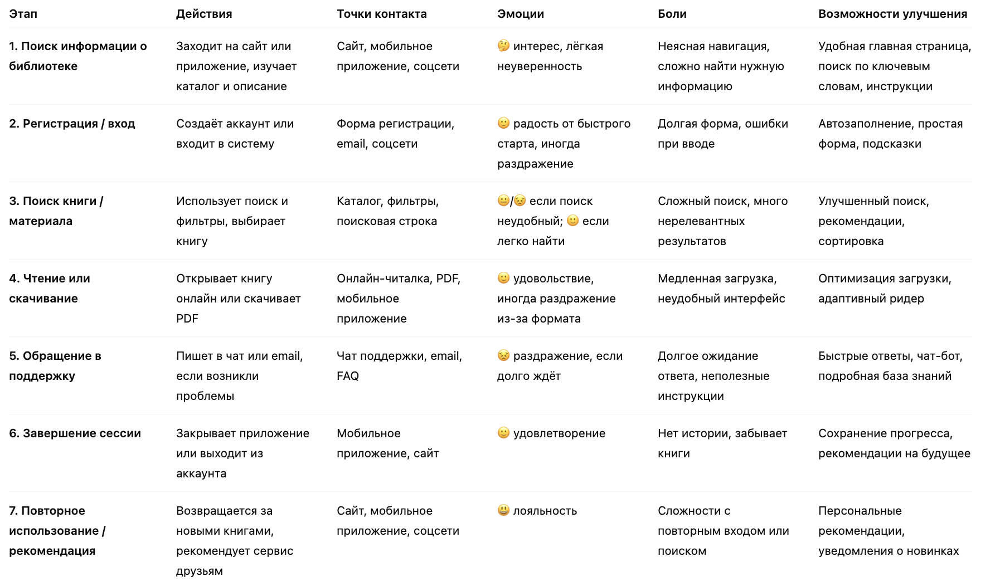 Этап
Действия
Точки контакта
Эмоции
Боли
Возможности улучшения
1. Поиск информации о
библиотеке
Заходит на сайт или
приложение, изучает
каталог и описание
Сайт, мобильное
приложение, соцсети
🤔 интерес, лёгкая
неуверенность
Неясная навигация,
сложно найти нужную
информацию
Удобная главная страница,
поиск по ключевым
словам, инструкции
2. Регистрация / вход
Создаёт аккаунт или
входит в систему
Форма регистрации,
email, соцсети
🙂 радость от быстрого
старта, иногда
раздражение
Долгая форма, ошибки
при вводе
Автозаполнение, простая
форма, подсказки
3. Поиск книги /
материала
Использует поиск и
фильтры, выбирает
книгу
Каталог, фильтры,
поисковая строка
😐/😣 если поиск
неудобный; 🙂 если
легко найти
Сложный поиск, много
нерелевантных
результатов
Улучшенный поиск,
рекомендации,
сортировка
4. Чтение или
скачивание
Открывает книгу
онлайн или скачивает
PDF
Онлайн-читалка, PDF,
мобильное
приложение
🙂 удовольствие,
иногда раздражение
из-за формата
Медленная загрузка,
неудобный интерфейс
Оптимизация загрузки,
адаптивный ридер
5. Обращение в
поддержку
Пишет в чат или email,
если возникли
проблемы
Чат поддержки, email,
FAQ
😣 раздражение, если
долго ждёт
Долгое ожидание
ответа, неполезные
инструкции
Быстрые ответы, чат-бот,
подробная база знаний
6. Завершение сессии
Закрывает приложение
или выходит из
аккаунта
Мобильное
приложение, сайт
🙂 удовлетворение
Нет истории, забывает
книги
Сохранение прогресса,
рекомендации на будущее
7. Повторное
использование /
рекомендация
Возвращается за
новыми книгами,
рекомендует сервис
друзьям
Сайт, мобильное
приложение, соцсети
😃 лояльность
Сложности с
повторным входом или
поиском
Персональные
рекомендации,
уведомления о новинках